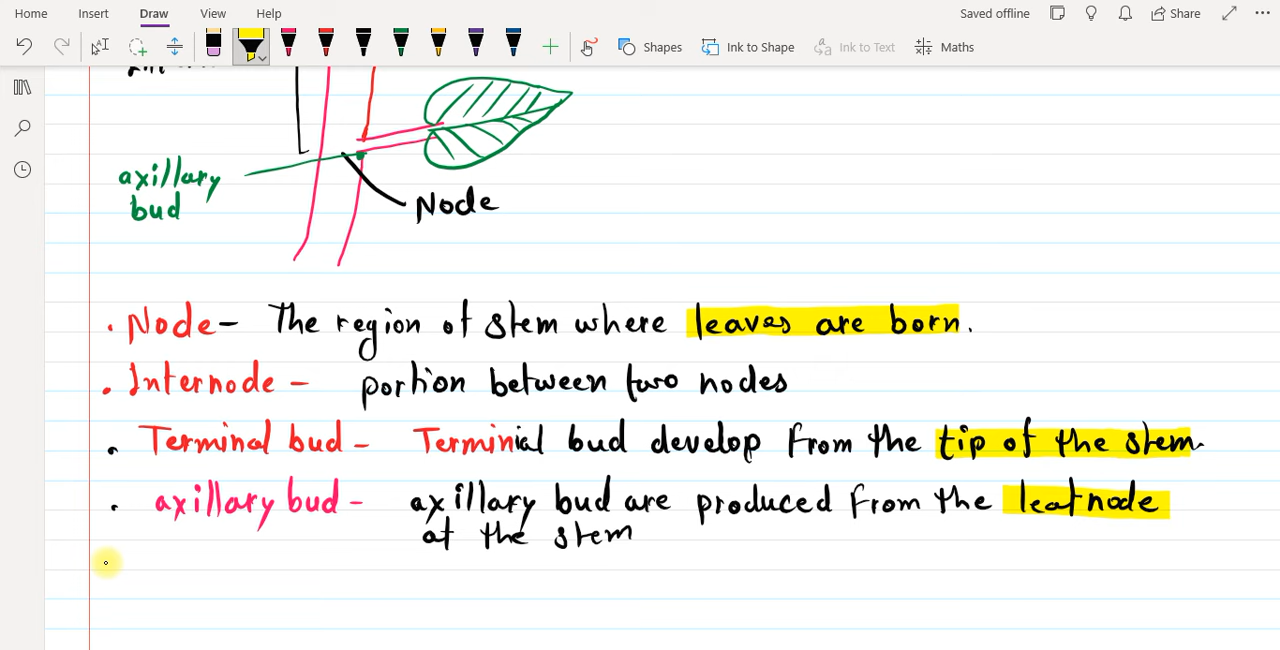 Home Insert Draw View Help Saved offline Share
Shapes Ink to Shape Ink to Text Maths
axillary
bud
Node
. Node - The region of stem where leaves are born.
. Internode - portion between two nodes
. Terminal bud - Terminial bud develop from the tip of the stem.
. axillary bud - axillary bud are produced from the leafnode
at the stem